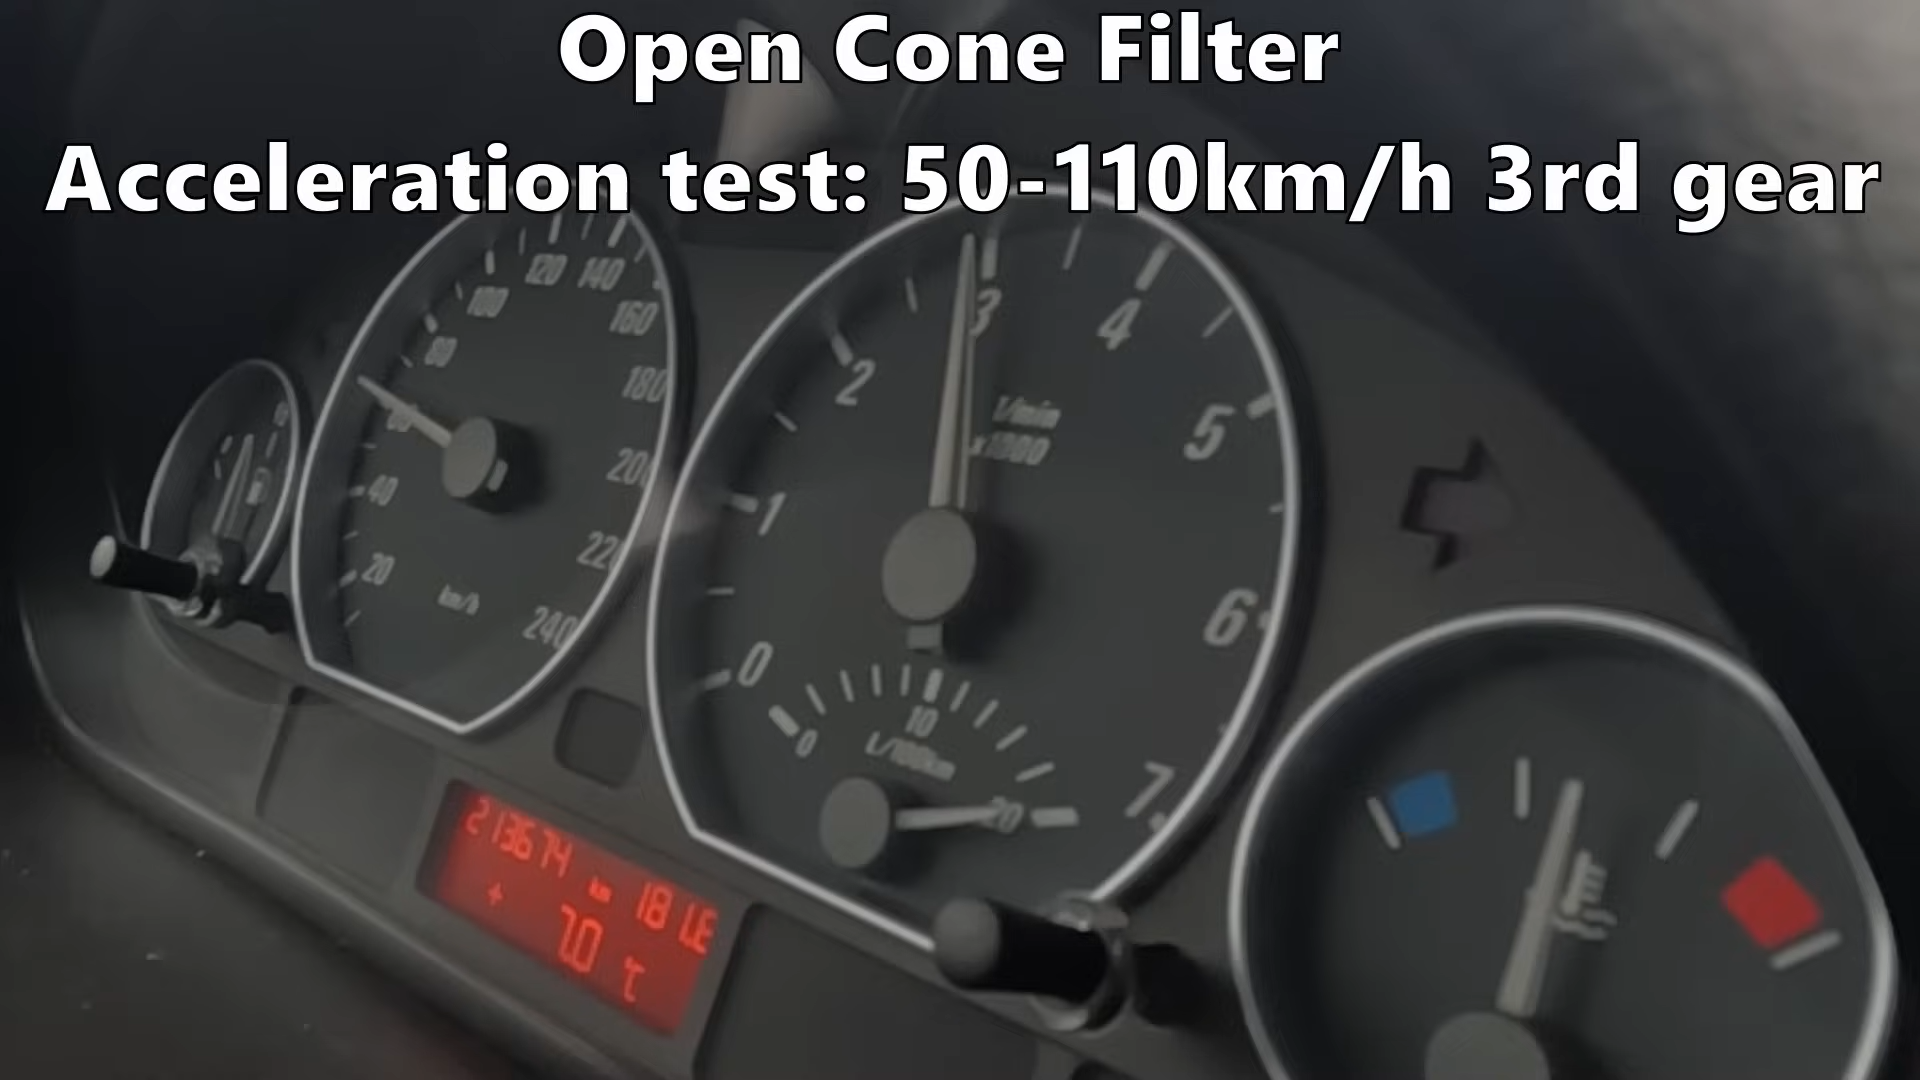 Open Cone Filter
Acceleration test: 50-110km/h 3rd gear
20
40
60
80
100
120
140
160
180
200
220
240
km/h
0
1
2
3
4
5
6
7
1/min
x1000
0
10
20
L/100km
213674 km
+ 7.0 °C